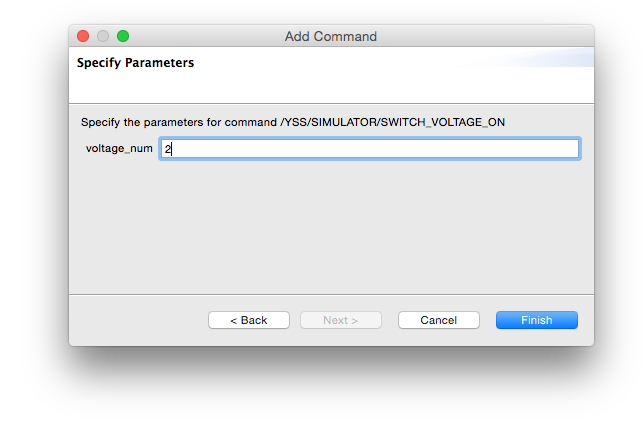 Add Command
Specify Parameters
Specify the parameters for command /YSS/SIMULATOR/SWITCH_VOLTAGE_ON
voltage_num 2
< Back Next > Cancel Finish